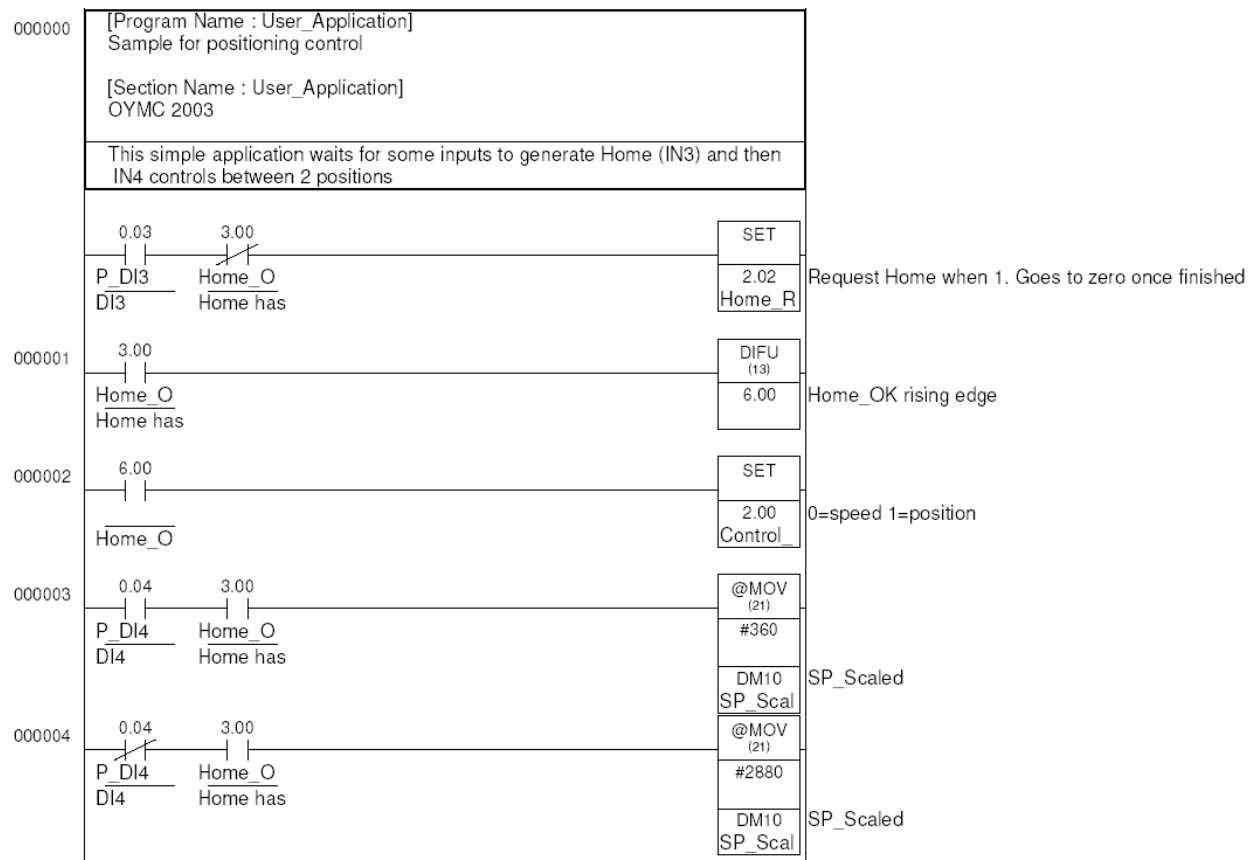 000000
[Program Name : User_Application]
Sample for positioning control
[Section Name : User_Application]
OYMC 2003
This simple application waits for some inputs to generate Home (IN3) and then
IN4 controls between 2 positions
0.03 3.00 SET
P_DI3 Home_O 2.02 Request Home when 1. Goes to zero once finished
DI3 Home has Home_R
000001 3.00 DIFU
(13)
Home_O 6.00 Home_OK rising edge
Home has
000002 6.00 SET
2.00 0=speed 1=position
Home_O Control_
000003 0.04 3.00 @MOV
(21)
P_DI4 Home_O #360
DI4 Home has
DM10 SP_Scaled
SP_Scal
000004 0.04 3.00 @MOV
(21)
P_DI4 Home_O #2880
DI4 Home has
DM10 SP_Scaled
SP_Scal